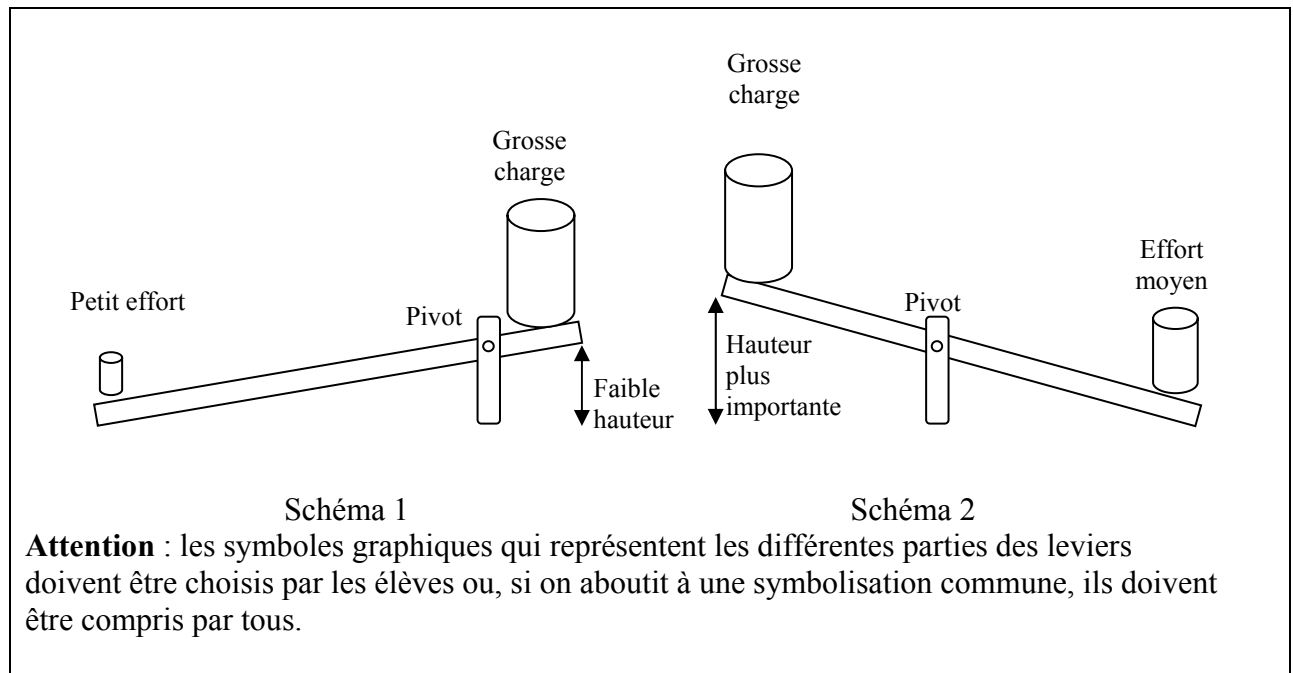 Grosse
charge
Petit effort
Pivot
Faible
hauteur
Schéma 1
Grosse
charge
Effort
moyen
Pivot
Hauteur
plus
importante
Schéma 2
Attention : les symboles graphiques qui représentent les différentes parties des leviers
doivent être choisis par les élèves ou, si on aboutit à une symbolisation commune, ils doivent
être compris par tous.